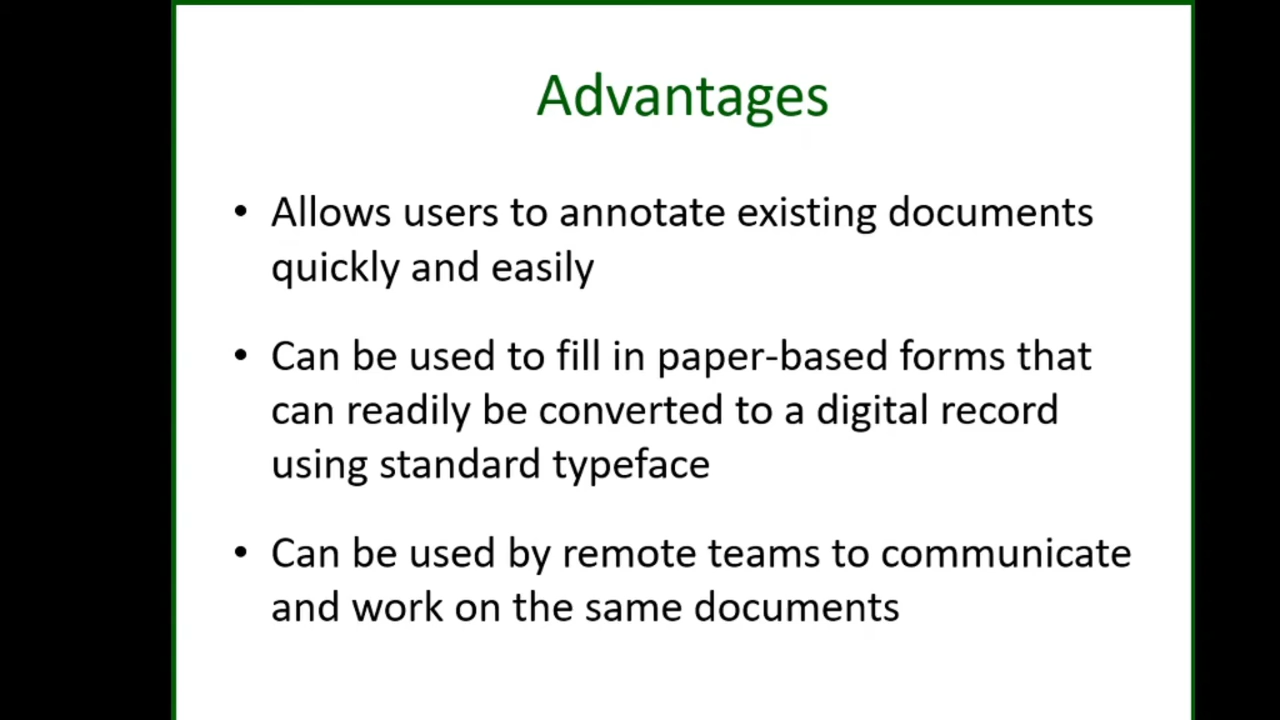 Advantages
• Allows users to annotate existing documents
quickly and easily
• Can be used to fill in paper-based forms that
can readily be converted to a digital record
using standard typeface
• Can be used by remote teams to communicate
and work on the same documents